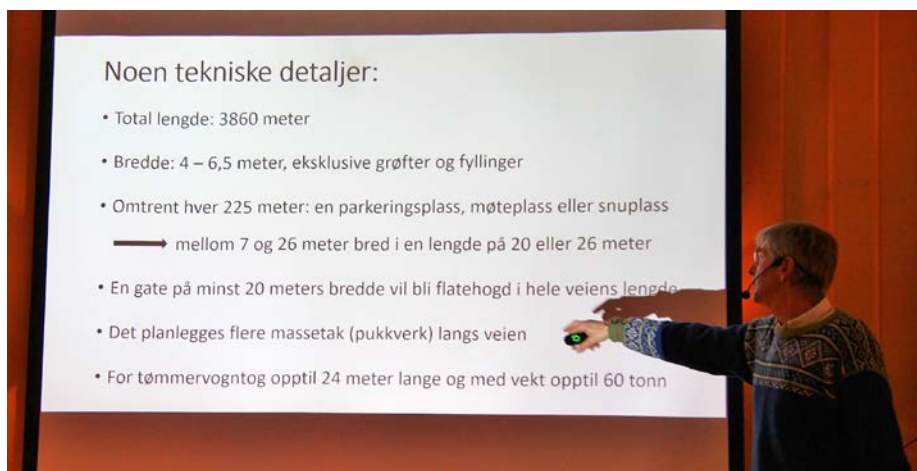 Noen tekniske detaljer:
• Total lengde: 3860 meter
• Bredde: 4 – 6,5 meter, eksklusive grøfter og fyllinger
• Omtrent hver 225 meter: en parkeringsplass, møteplass eller snuplass
mellom 7 og 26 meter bred i en lengde på 20 eller 26 meter
• En gate på minst 20 meters bredde vil bli flatehogd i hele veiens lengde
• Det planlegges flere massetak (pukkverk) langs veien
• For tømmervogntog opptil 24 meter lange og med vekt opptil 60 tonn